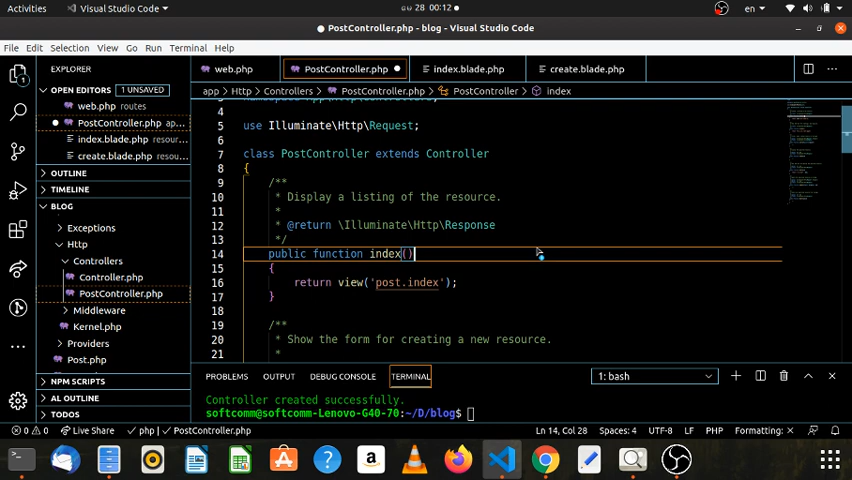 Activities
Visual Studio Code
ဝေ 28 00:12
en
PostController.php - blog - Visual Studio Code
File Edit Selection View Go Run Terminal Help
EXPLORER
web.php
PostController.php
index.blade.php
create.blade.php
app > Http > Controllers > PostController.php > PostController > index
OPEN EDITORS 1 UNSAVED
web.php routes
PostController.php ap...
index.blade.php resour...
create.blade.php resou...
OUTLINE
TIMELINE
BLOG
Exceptions
Http
Controllers
Controller.php
PostController.php
Middleware
Kernel.php
Providers
Post.php
NPM SCRIPTS
AL OUTLINE
TODOS
4
5 use Illuminate\Http\Request;
6
7 class PostController extends Controller
8 {
9 /**
10 * Display a listing of the resource.
11 *
12 * @return \Illuminate\Http\Response
13 */
14 public function index()
15 {
16 return view('post.index');
17 }
18
19 /**
20 * Show the form for creating a new resource.
21 *
PROBLEMS OUTPUT DEBUG CONSOLE TERMINAL
1: bash
Controller created successfully.
softcomm@softcomm-Lenovo-G40-70:~/D/blog$
0 0 Live Share php | PostController.php
Ln 14, Col 28 Spaces: 4 UTF-8 LF PHP Formatting: ×